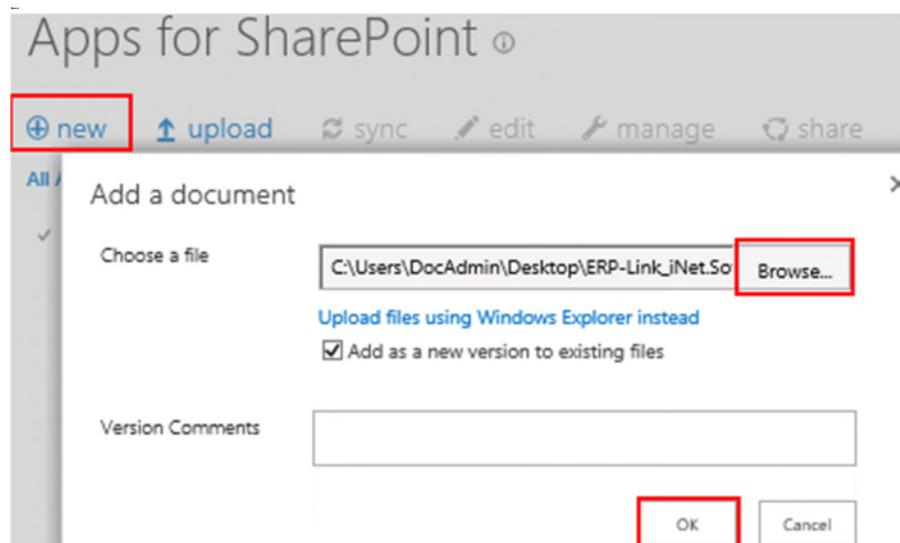 Apps for SharePoint
new upload sync edit manage share
All
Add a document
Choose a file
C:\Users\DocAdmin\Desktop\ERP-Link_iNet.So
Browse...
Upload files using Windows Explorer instead
Add as a new version to existing files
Version Comments
OK Cancel